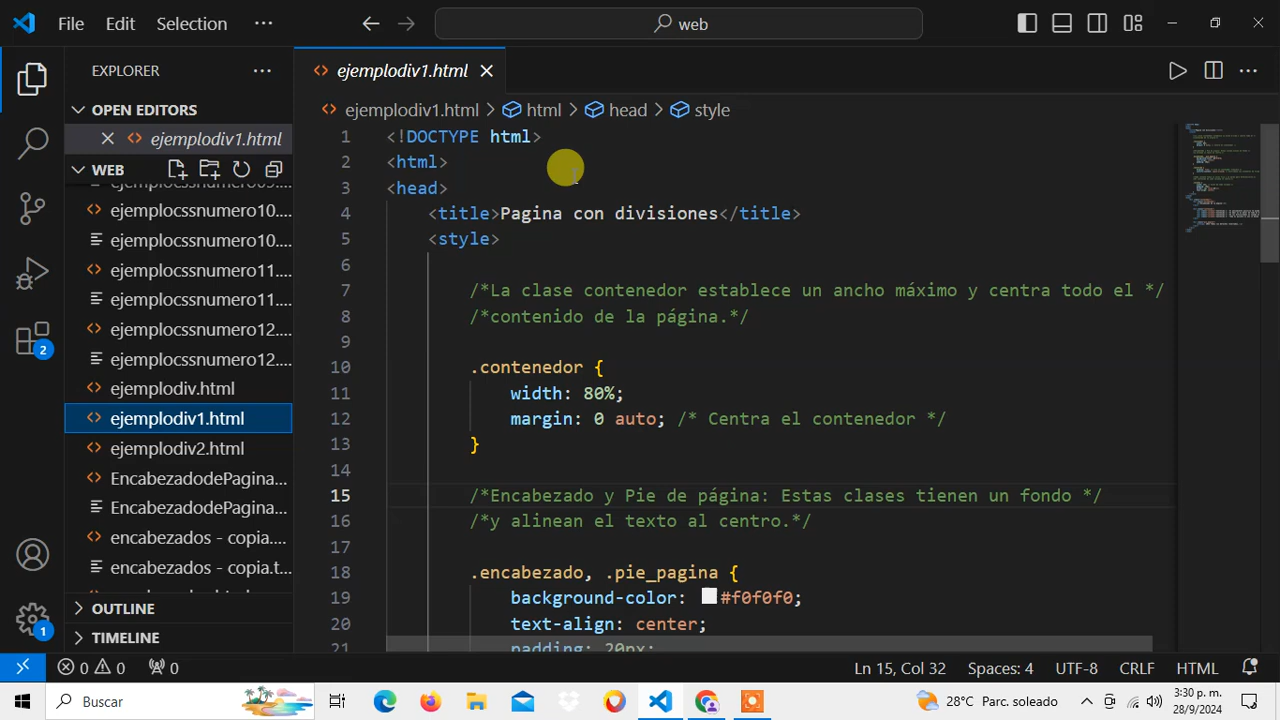 File Edit Selection ··· web
EXPLORER ···
ejemplodiv1.html
OPEN EDITORS
ejemplodiv1.html
WEB
ejemplocssnumero10....
ejemplocssnumero10....
ejemplocssnumero11....
ejemplocssnumero11....
ejemplocssnumero12....
ejemplocssnumero12....
ejemplodiv.html
ejemplodiv1.html
ejemplodiv2.html
EncabezadodePagina...
EncabezadodePagina...
encabezados - copia....
encabezados - copia.t...
OUTLINE
TIMELINE
2
1
ejemplodiv1.html > html > head > style
1 <!DOCTYPE html>
2 <html>
3 <head>
4 <title>Pagina con divisiones</title>
5 <style>
6
7 /*La clase contenedor establece un ancho máximo y centra todo el */
8 /*contenido de la página.*/
9
10 .contenedor {
11 width: 80%;
12 margin: 0 auto; /* Centra el contenedor */
13 }
14
15 /*Encabezado y Pie de página: Estas clases tienen un fondo */
16 /*y alinean el texto al centro.*/
17
18 .encabezado, .pie_pagina {
19 background-color: #f0f0f0;
20 text-align: center;
21 padding: 20px;
0 0 0 Ln 15, Col 32 Spaces: 4 UTF-8 CRLF HTML
Buscar 28°C Parc. soleado 3:30 p. m.
28/9/2024